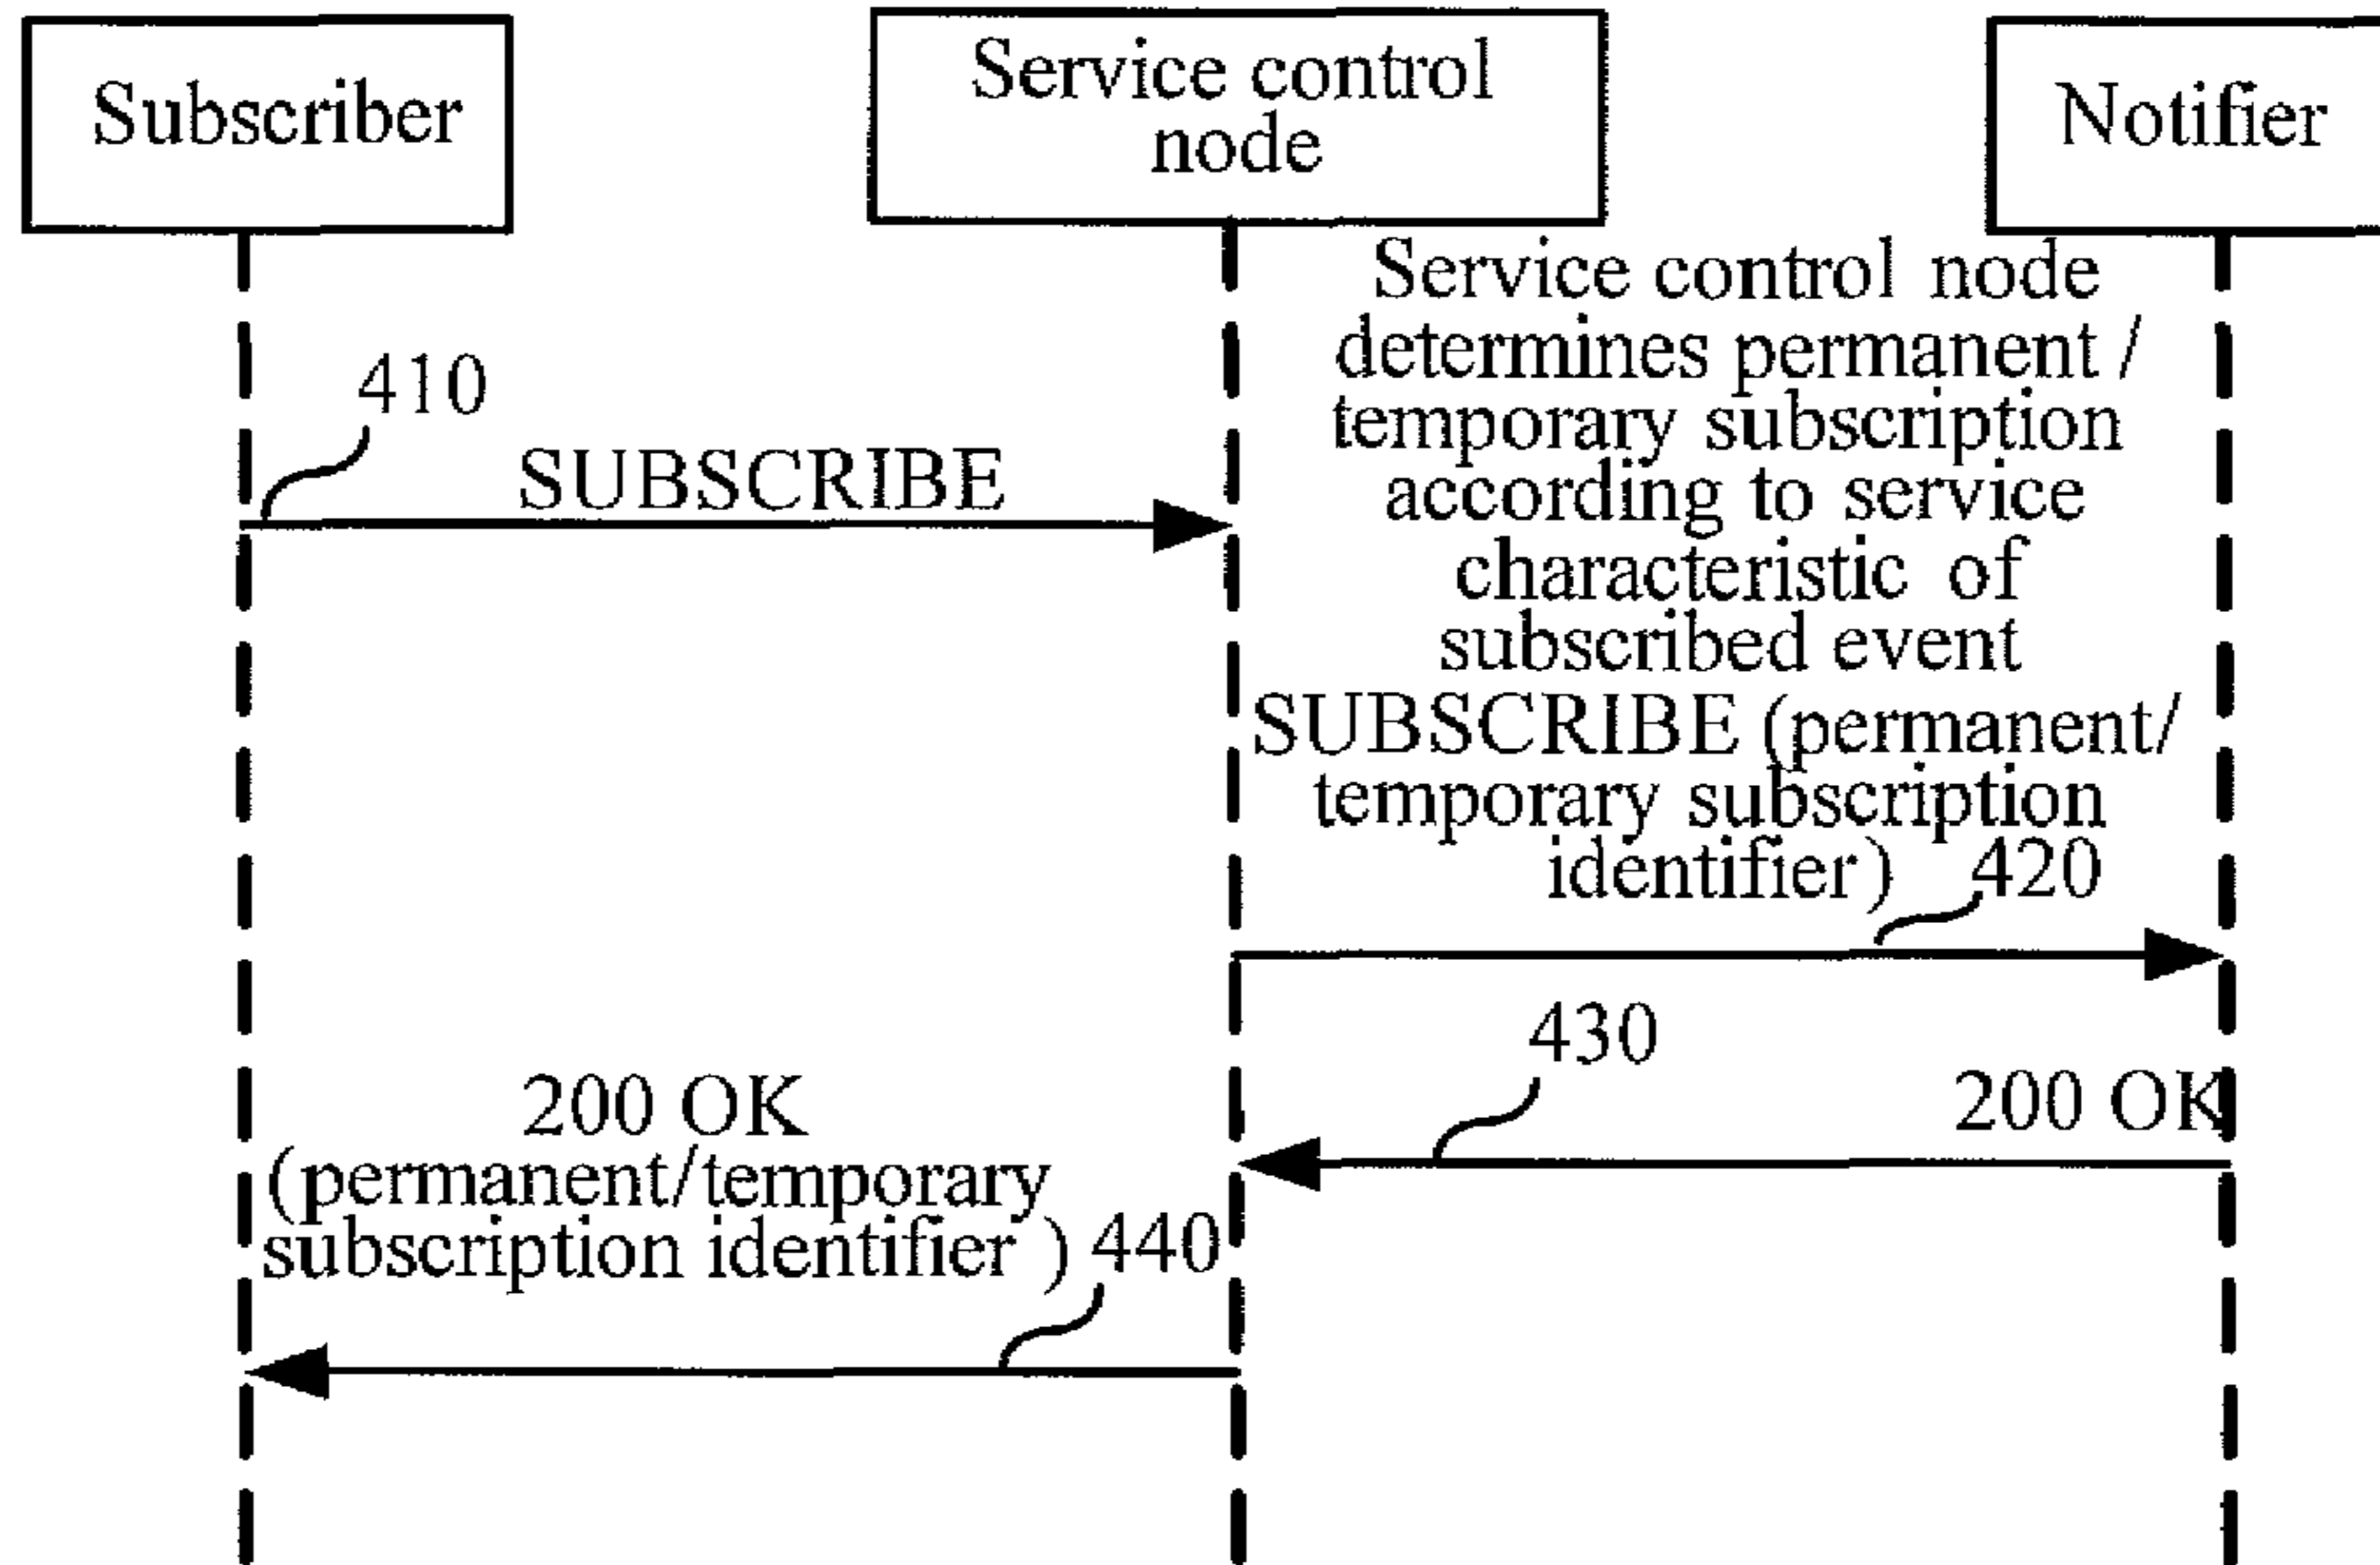 Subscriber
Service control
node
Notifier
Service control node
determines permanent /
temporary subscription
according to service
characteristic of
subscribed event
410
SUBSCRIBE
SUBSCRIBE (permanent/
temporary subscription
identifier)
420
430
200 OK
200 OK
(permanent/temporary
subscription identifier )
440